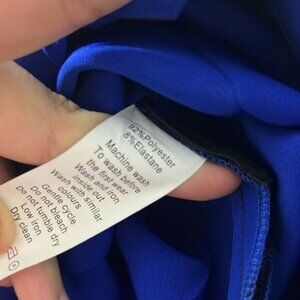 92%Polyester
8%Elastane
Machine wash
To wash before
the first wear
Wash and iron
inside out
Wash with similar
colours
Gentle cycle
Do not bleach
do not tumble dry
Low iron
Dry clean